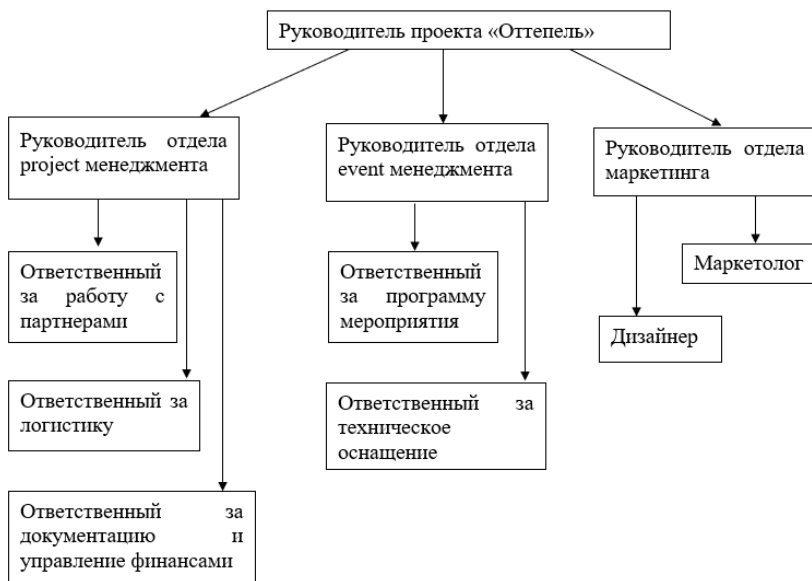 Руководитель проекта «Оттепель»
Руководитель отдела
project менеджмента
Руководитель отдела
event менеджмента
Руководитель отдела
маркетинга
Ответственный
за работу с
партнерами
Ответственный
за программу
мероприятия
Маркетолог
Дизайнер
Ответственный за
логистику
Ответственный за
техническое
оснащение
Ответственный за
документацию и
управление финансами